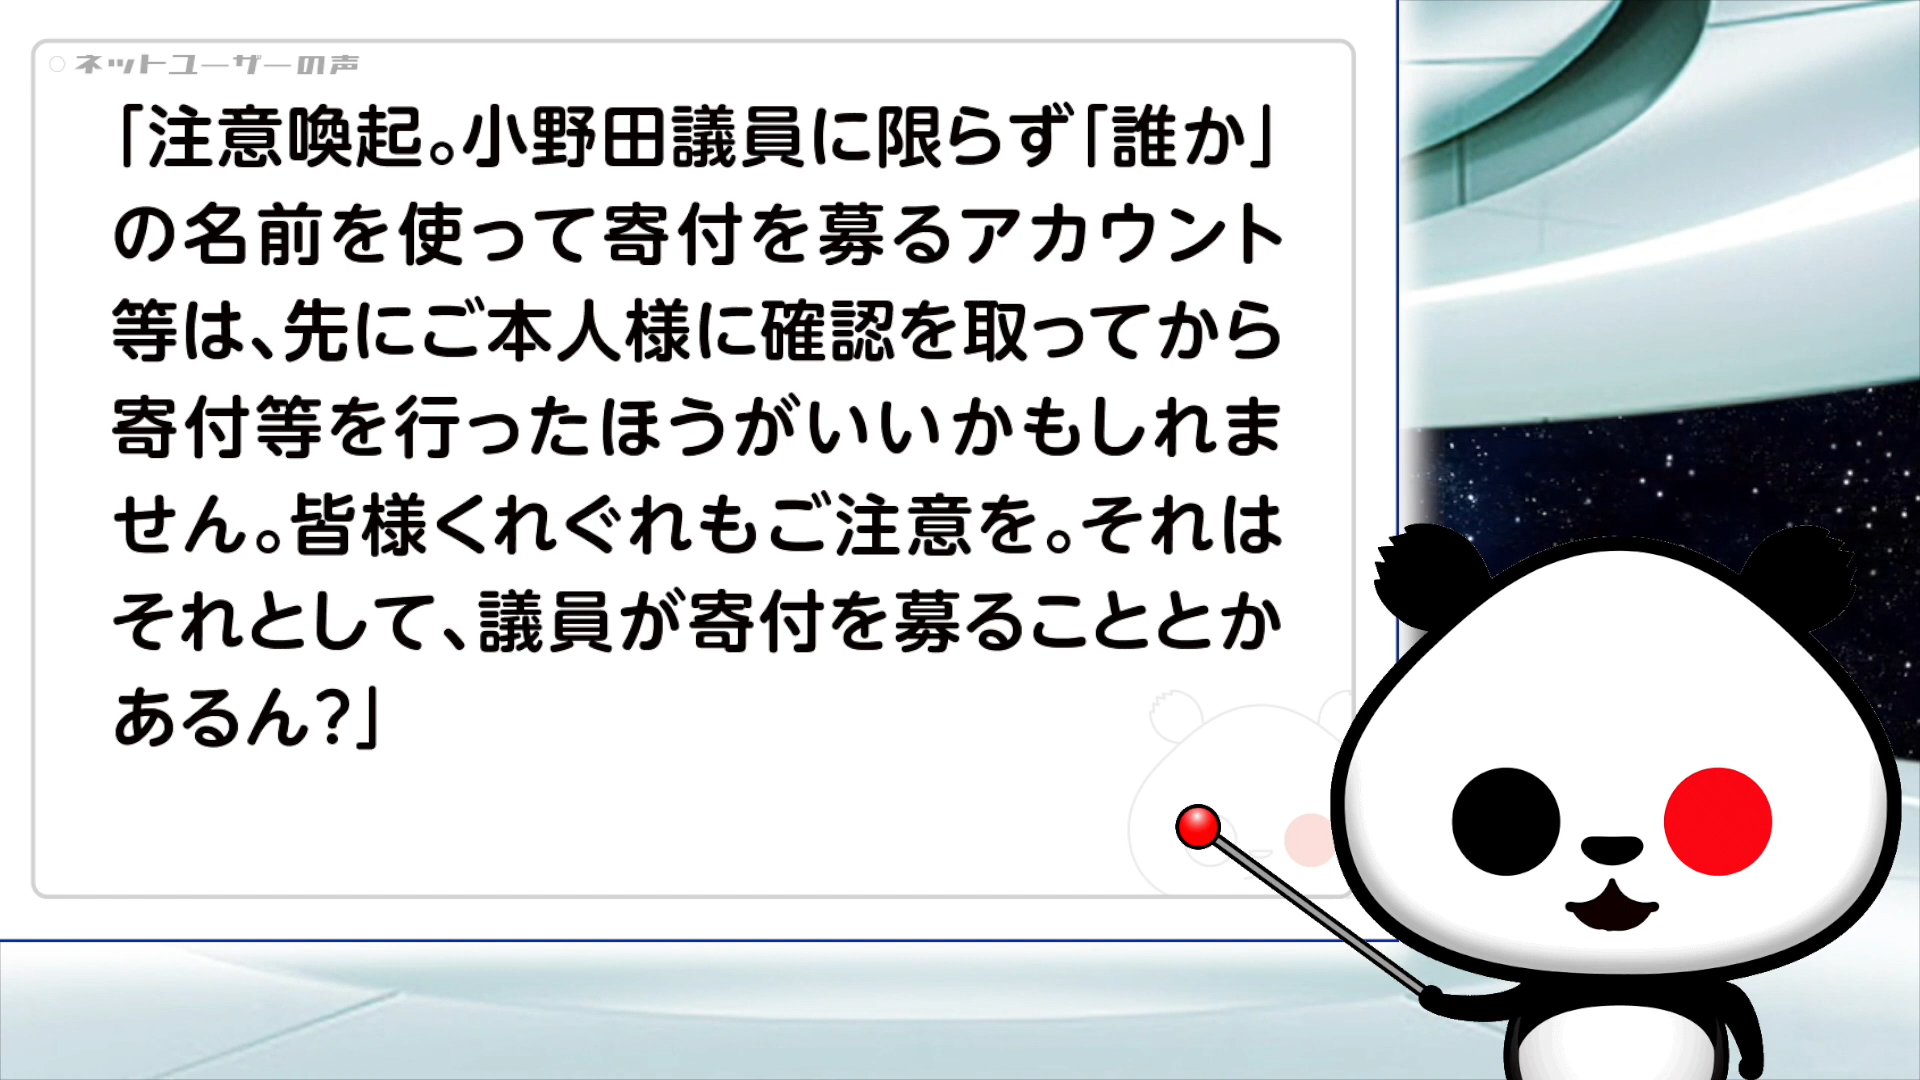 ネットユーザーの声
「注意喚起。小野田議員に限らず「誰か」
の名前を使って寄付を募るアカウント
等は、先にご本人様に確認を取ってから
寄付等を行ったほうがいいかもしれま
せん。皆様くれぐれもご注意を。それは
それとして、議員が寄付を募ることとか
あるん？」